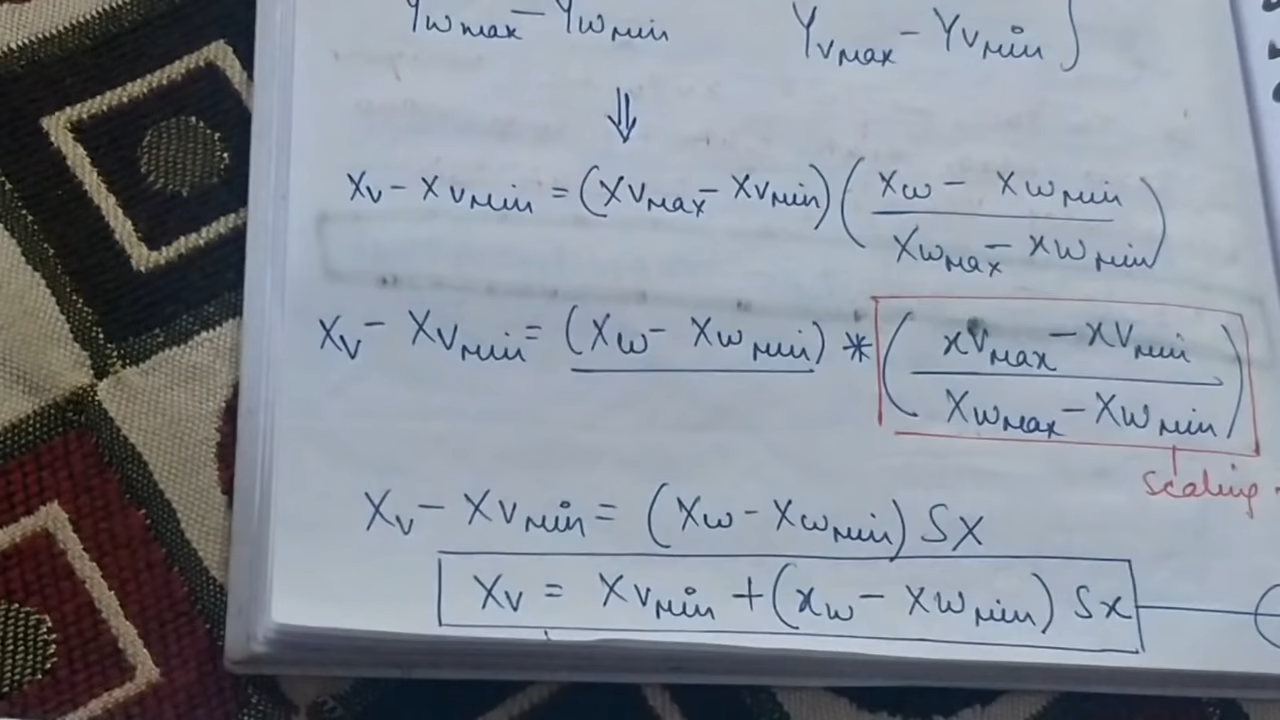 Ywmax - Ywmin Yvmax - Yvmin }
⇓
Xv - Xvmin = (Xvmax - Xvmin) ( Xw - Xwmin / Xwmax - Xwmin )
Xv - Xvmin = (Xw - Xwmin) * ( Xvmax - Xvmin / Xwmax - Xwmin )
Scaling
Xv - Xvmin = (Xw - Xwmin) Sx
Xv = Xvmin + (Xw - Xwmin) Sx